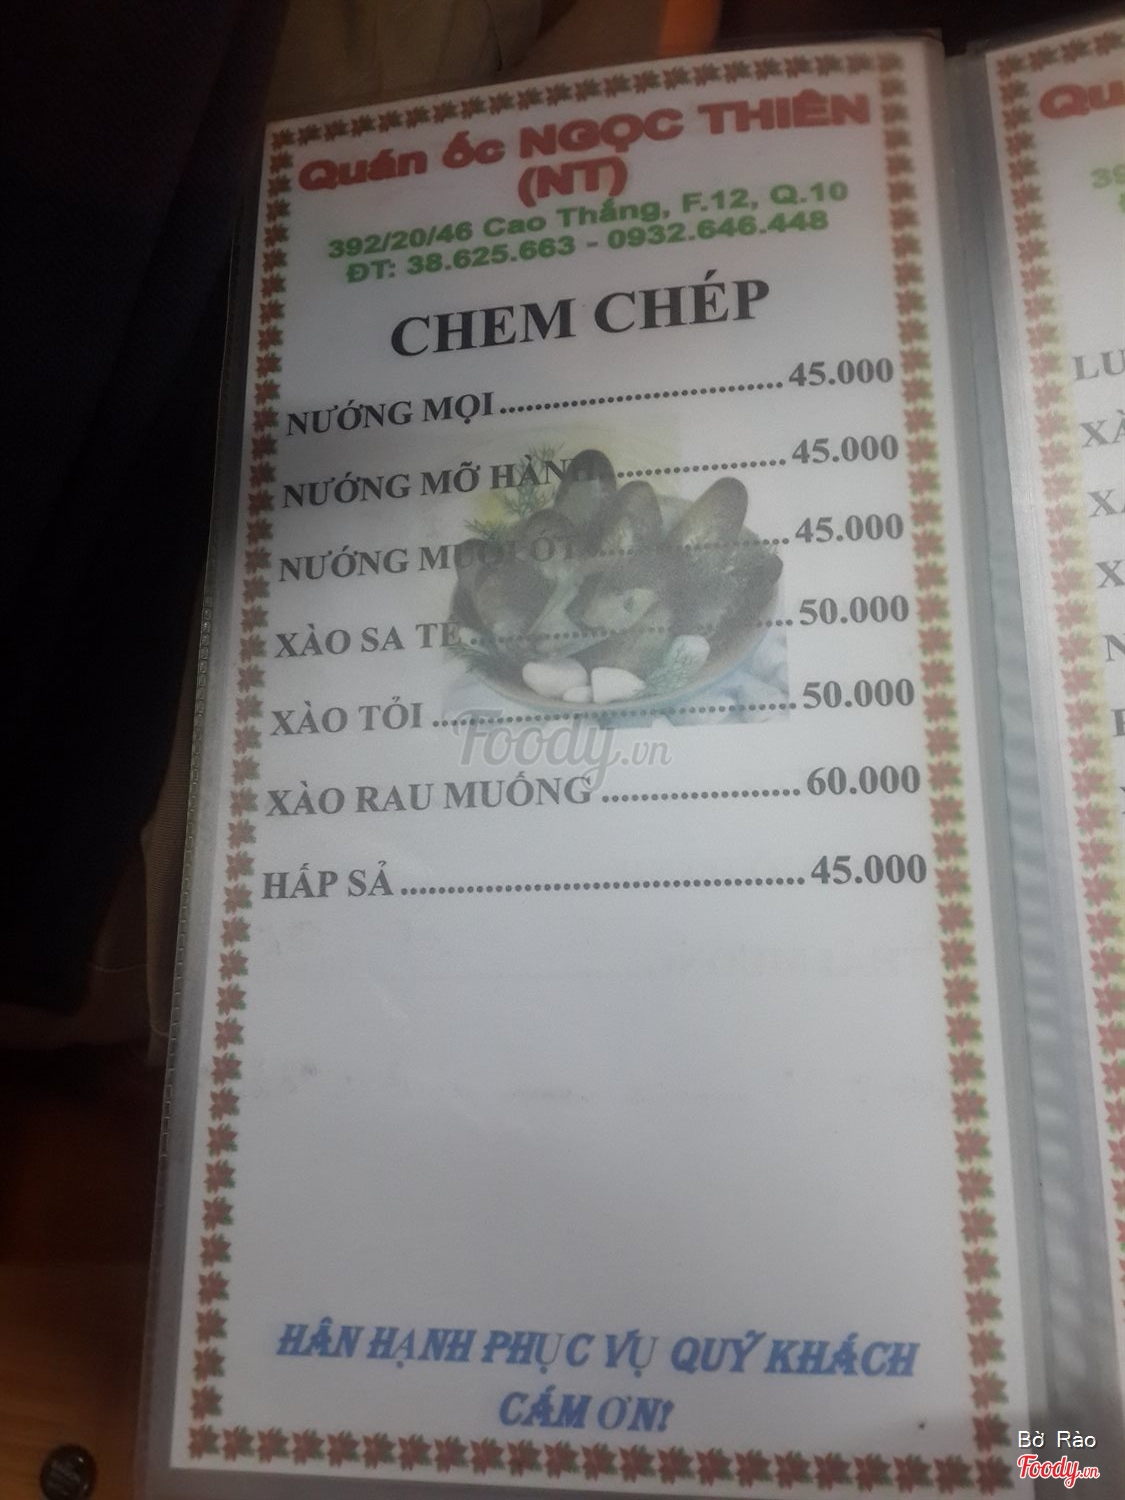 Quán ốc NGỌC THIÊN
(NT)
392/20/46 Cao Thắng, F.12, Q.10
ĐT: 38.625.663 - 0932.646.448
CHEM CHÉP
NƯỚNG MỌI 45.000
NƯỚNG MỠ HÀNH 45.000
NƯỚNG MUỐI ỚT 45.000
XÀO SA TẾ 50.000
XÀO TỎI 50.000
XÀO RAU MUỐNG 60.000
HẤP SẢ 45.000
Foody.vn
HÂN HẠNH PHỤC VỤ QUÝ KHÁCH
CÁM ƠN!
Bờ Rào
Foody.vn